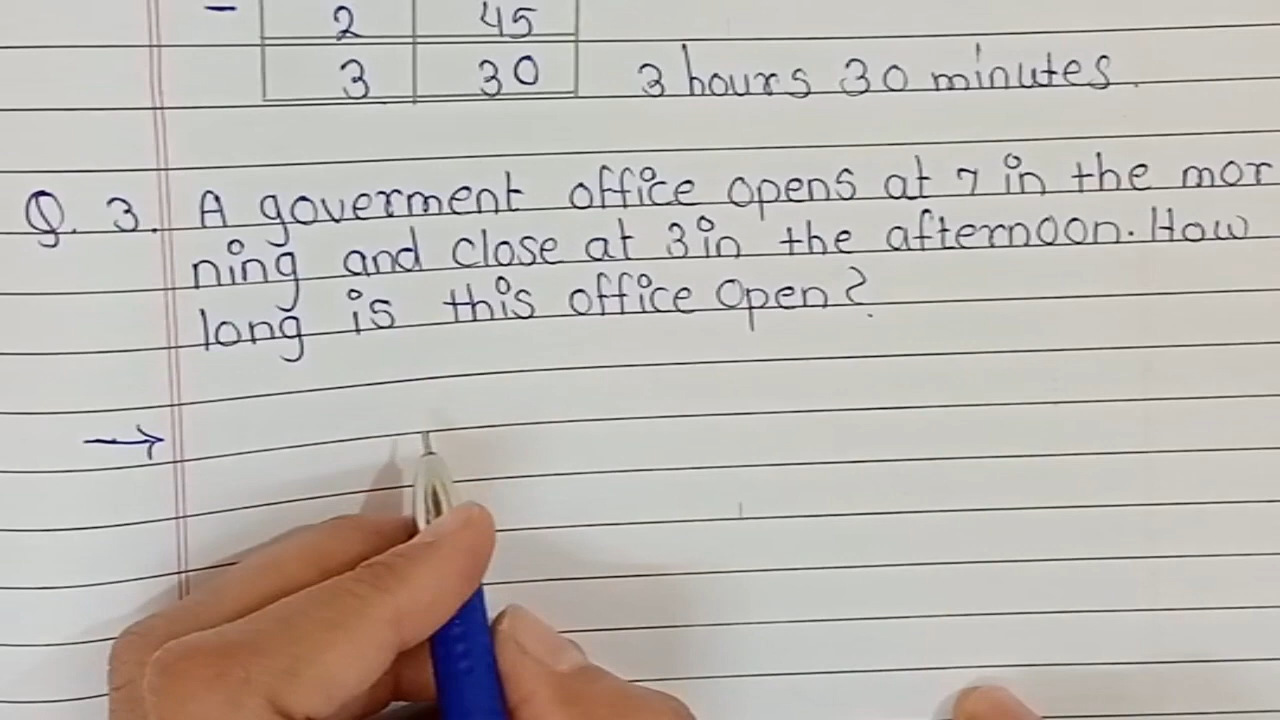 - 2 45
3 30 3 hours 30 minutes.
Q. 3. A goverment office opens at 7 in the mor
ning and close at 3 in the afternoon. How
long is this office open?
→